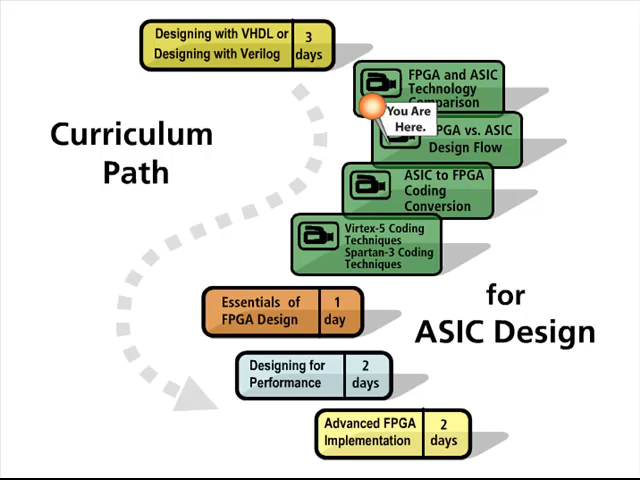 Designing with VHDL or
Designing with Verilog
3
days
FPGA and ASIC
Technology
Comparison
You Are
Here.
FPGA vs. ASIC
Design Flow
Curriculum
Path
ASIC to FPGA
Coding
Conversion
Virtex-5 Coding
Techniques
Spartan-3 Coding
Techniques
Essentials of
FPGA Design
1
day
for
ASIC Design
Designing for
Performance
2
days
Advanced FPGA
Implementation
2
days